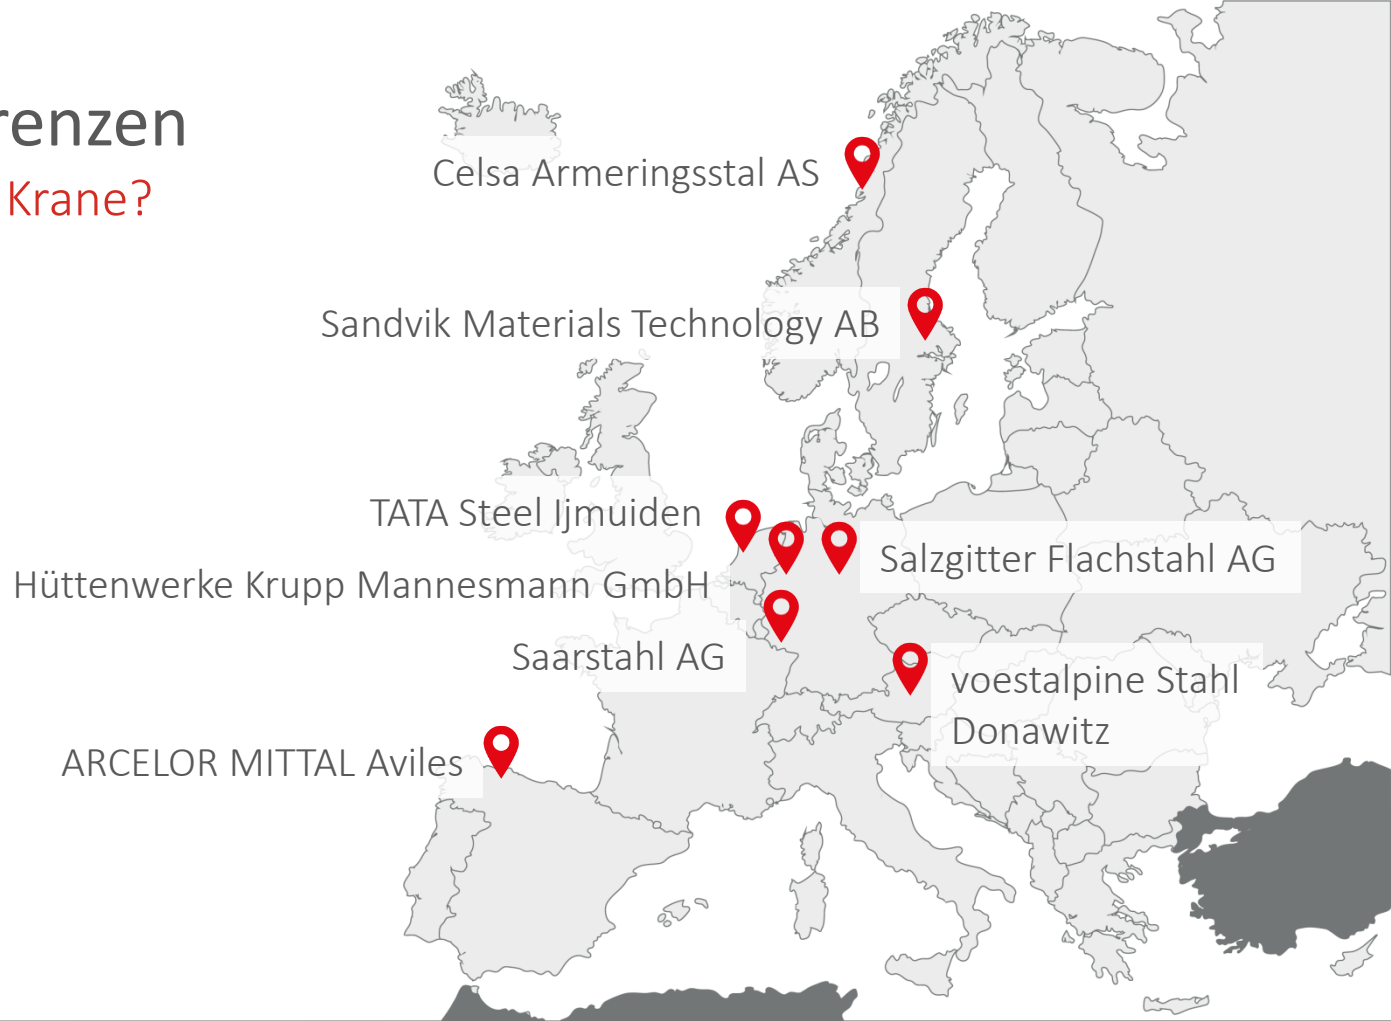 renzen
Krane?
Celsa Armeringsstal AS
Sandvik Materials Technology AB
TATA Steel Ijmuiden
Salzgitter Flachstahl AG
Hüttenwerke Krupp Mannesmann GmbH
Saarstahl AG
voestalpine Stahl
Donawitz
ARCELOR MITTAL Aviles